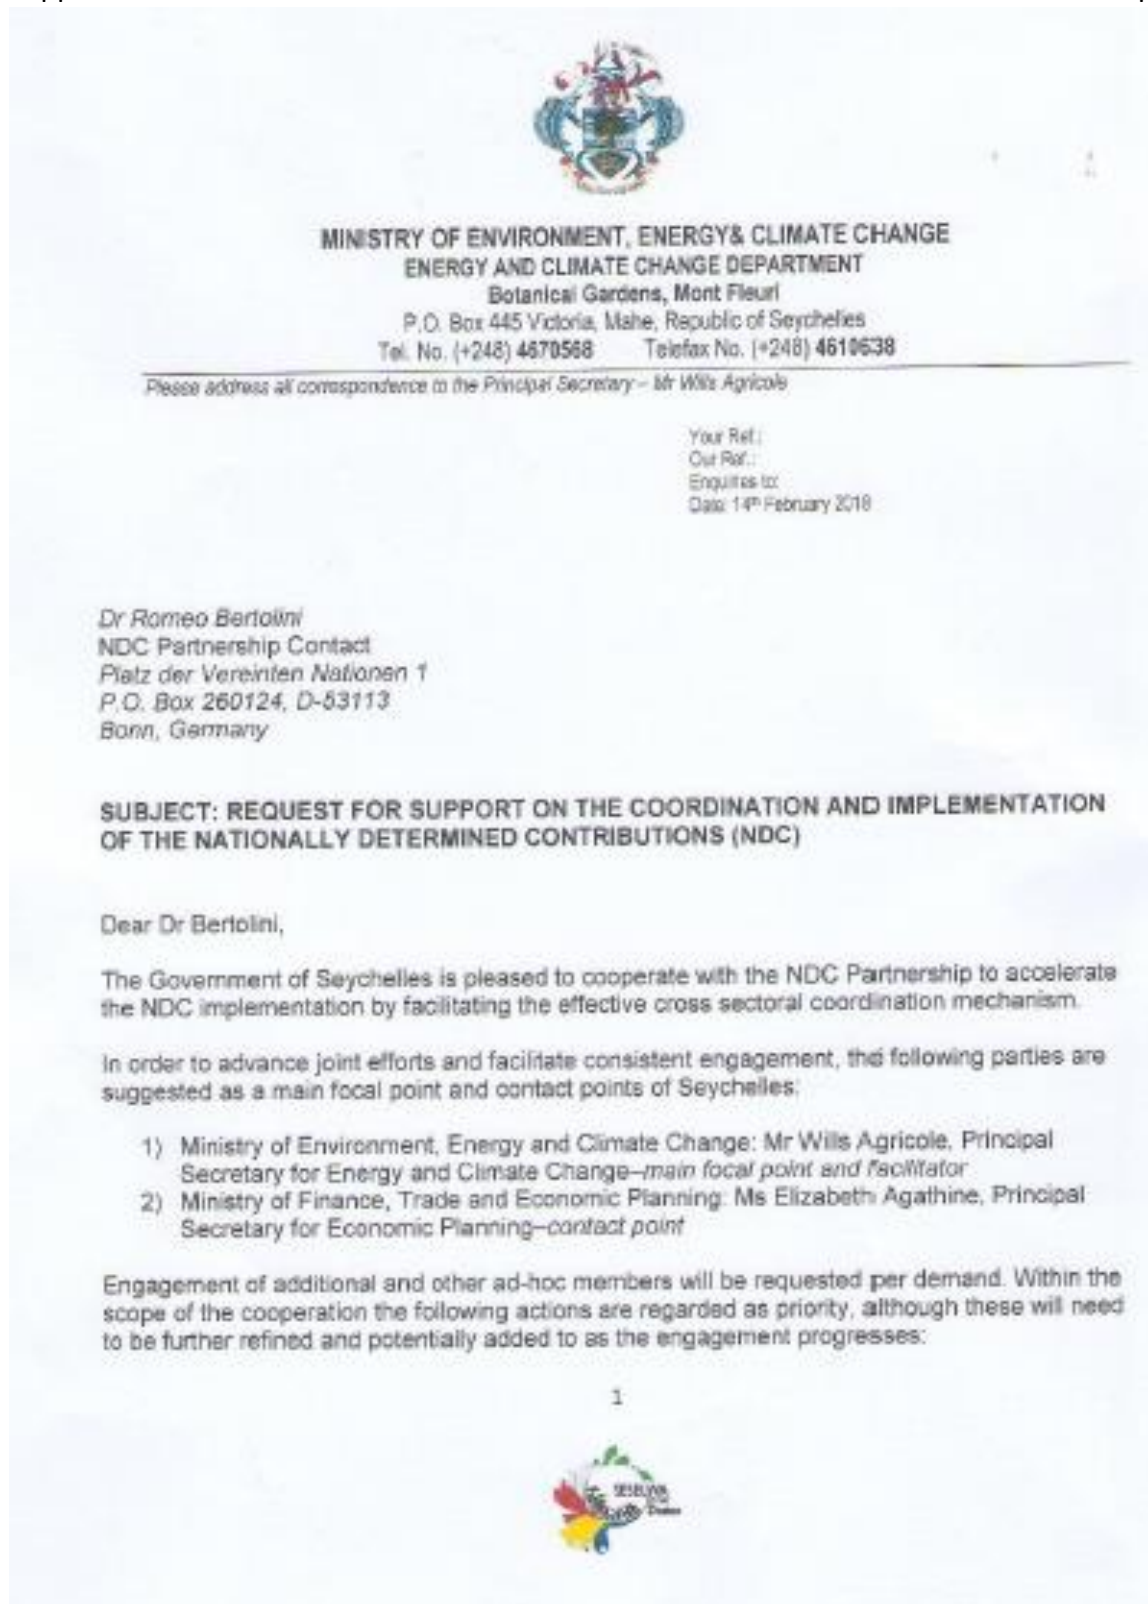 MINISTRY OF ENVIRONMENT, ENERGY& CLIMATE CHANGE
ENERGY AND CLIMATE CHANGE DEPARTMENT
Botanical Gardens, Mont Fleuri
P.O. Box 445 Victoria, Mahe, Republic of Seychelles
Tel. No. (+248) 4670568 Telefax No. (+248) 4610638
Please address all correspondence to the Principal Secretary – Mr Wills Agricole
Your Ref.:
Our Ref.:
Enquiries to:
Date: 14th February 2018
Dr Romeo Bertolini
NDC Partnership Contact
Platz der Vereinten Nationen 1
P.O. Box 260124, D-53113
Bonn, Germany
SUBJECT: REQUEST FOR SUPPORT ON THE COORDINATION AND IMPLEMENTATION
OF THE NATIONALLY DETERMINED CONTRIBUTIONS (NDC)
Dear Dr Bertolini,
The Government of Seychelles is pleased to cooperate with the NDC Partnership to accelerate
the NDC implementation by facilitating the effective cross sectoral coordination mechanism.
In order to advance joint efforts and facilitate consistent engagement, the following parties are
suggested as a main focal point and contact points of Seychelles:
1) Ministry of Environment, Energy and Climate Change: Mr Wills Agricole, Principal
Secretary for Energy and Climate Change–main focal point and facilitator
2) Ministry of Finance, Trade and Economic Planning: Ms Elizabeth Agathine, Principal
Secretary for Economic Planning–contact point
Engagement of additional and other ad-hoc members will be requested per demand. Within the
scope of the cooperation the following actions are regarded as priority, although these will need
to be further refined and potentially added to as the engagement progresses:
1